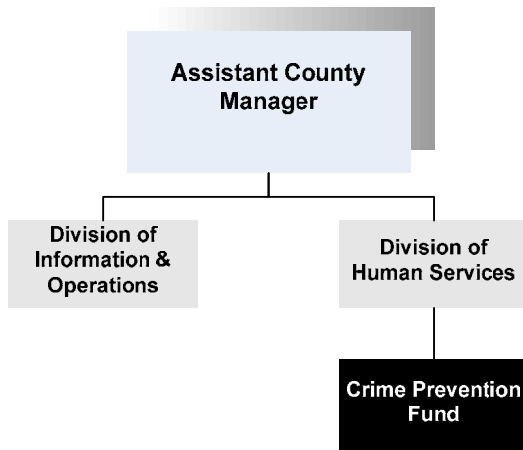 Assistant County
Manager
Division of
Information &
Operations
Division of
Human Services
Crime Prevention
Fund